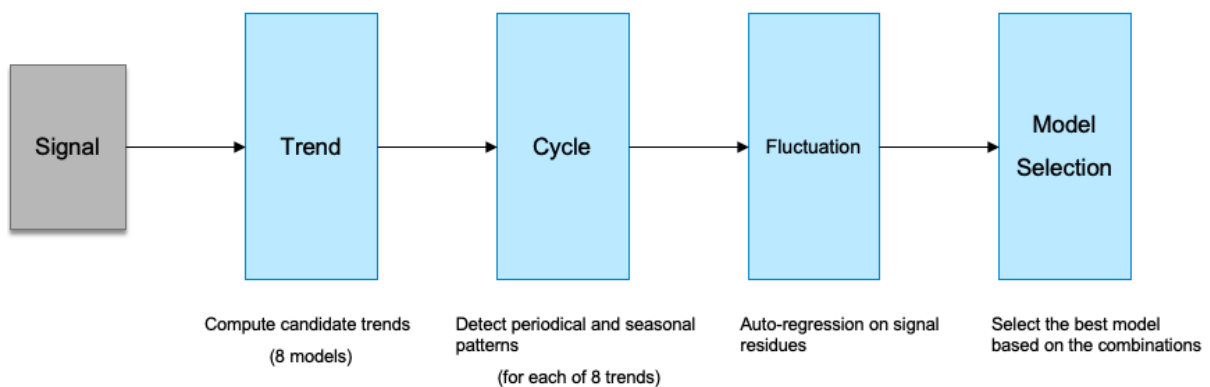 Signal
Trend
Cycle
Fluctuation
Model
Selection
Compute candidate trends
(8 models)
Detect periodical and seasonal
patterns
(for each of 8 trends)
Auto-regression on signal
residues
Select the best model
based on the combinations